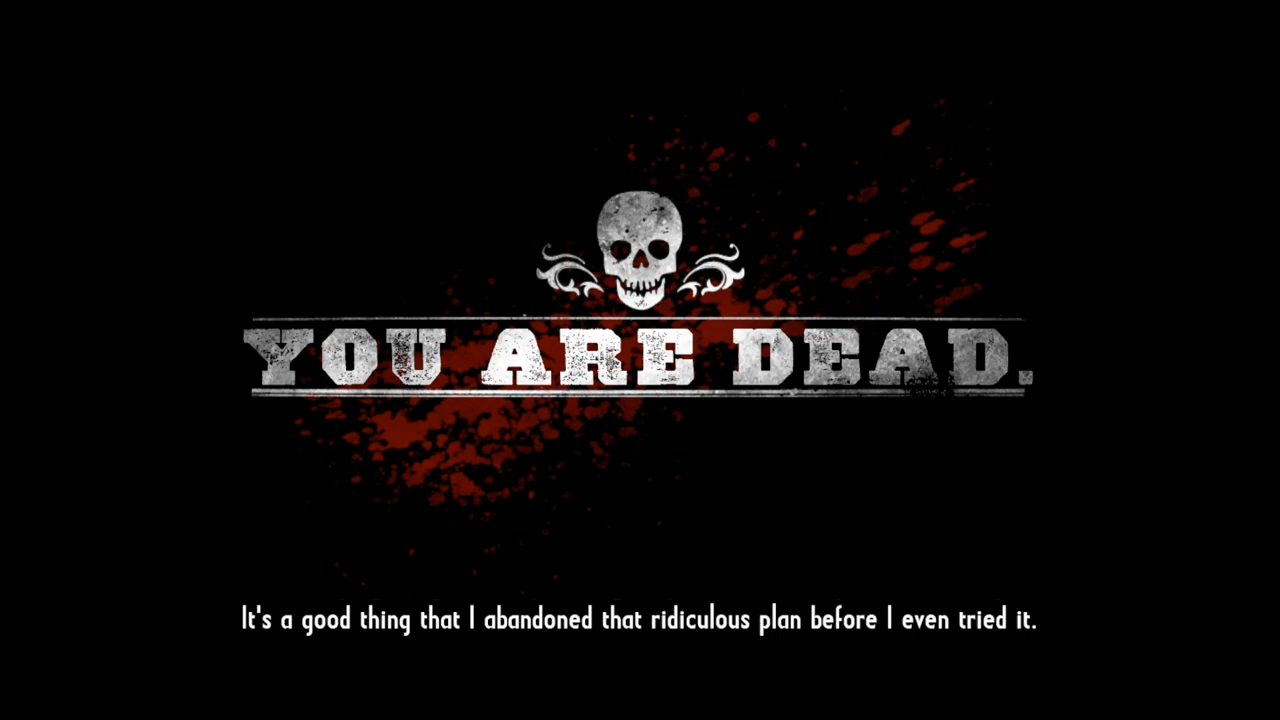 YOU ARE DEAD.
It's a good thing that I abandoned that ridiculous plan before I even tried it.